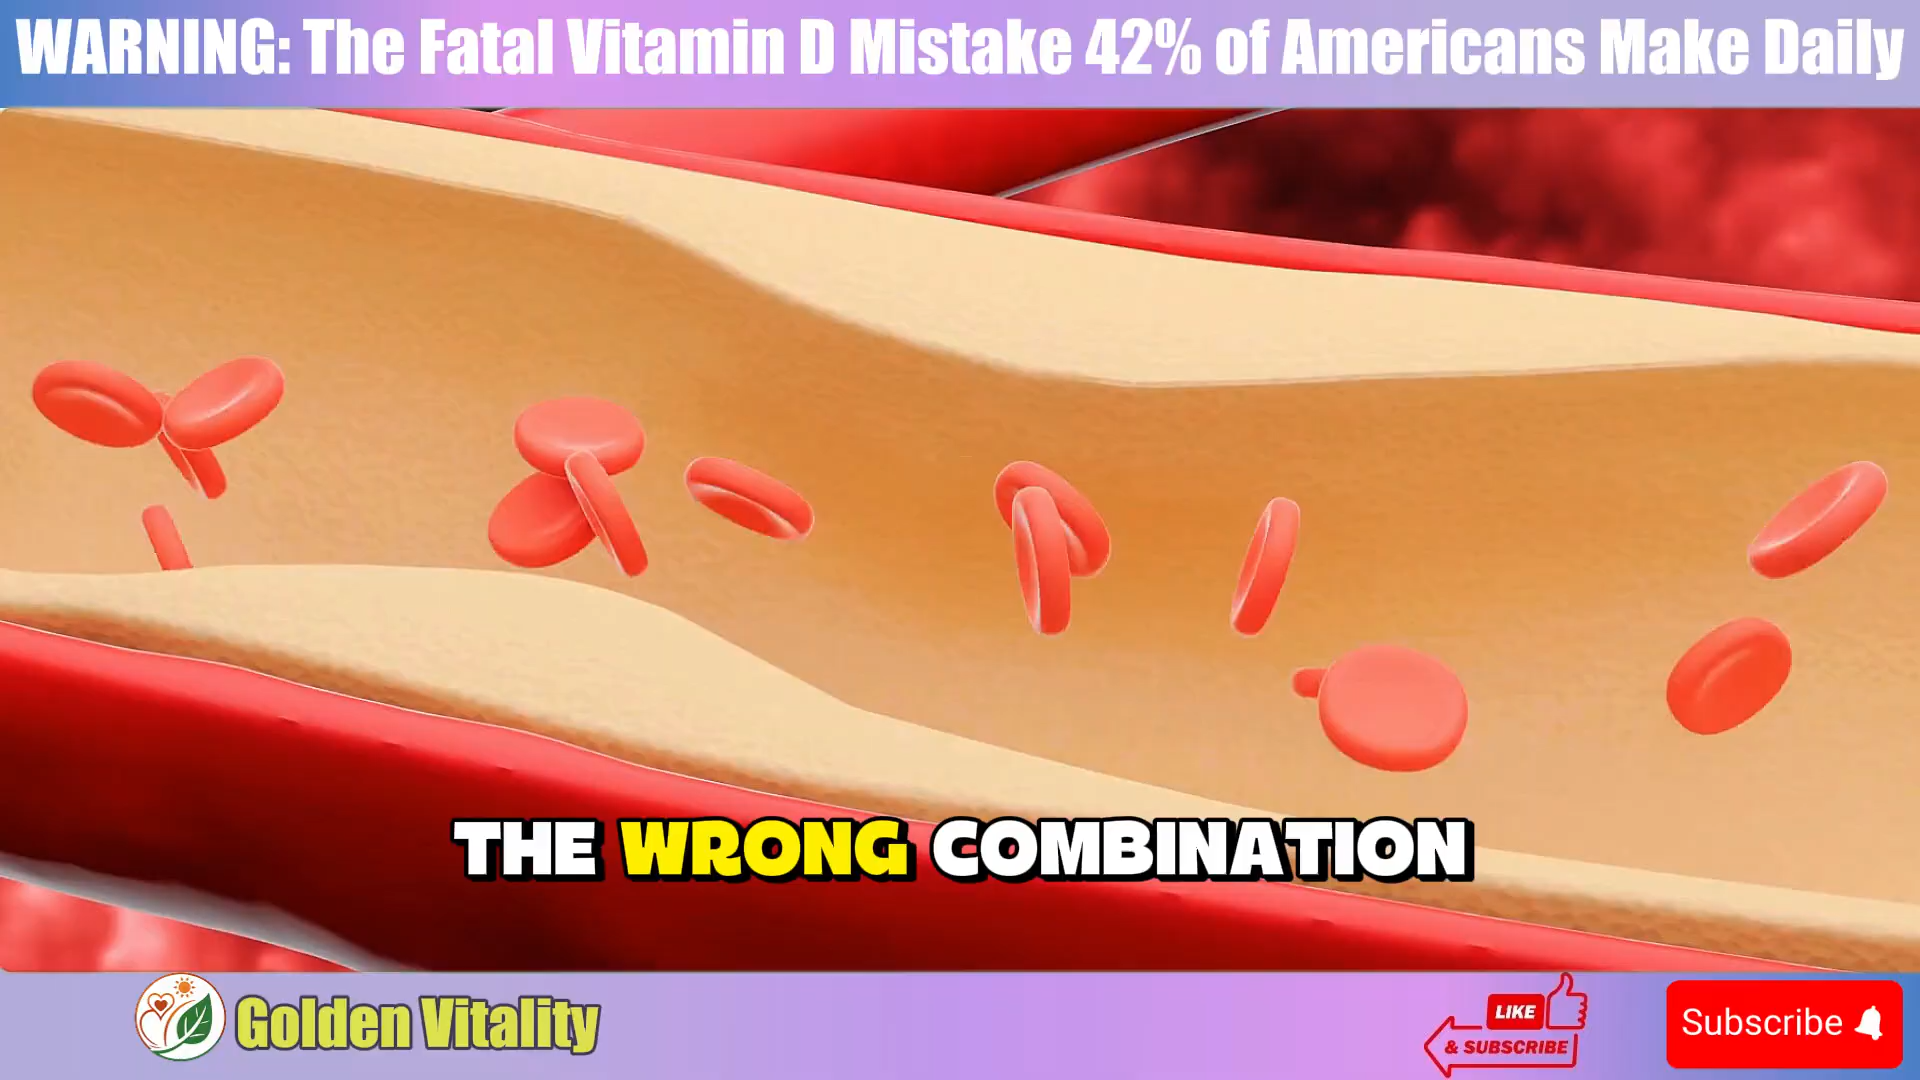 WARNING: The Fatal Vitamin D Mistake 42% of Americans Make Daily
THE WRONG COMBINATION
Golden Vitality
LIKE
& SUBSCRIBE
Subscribe